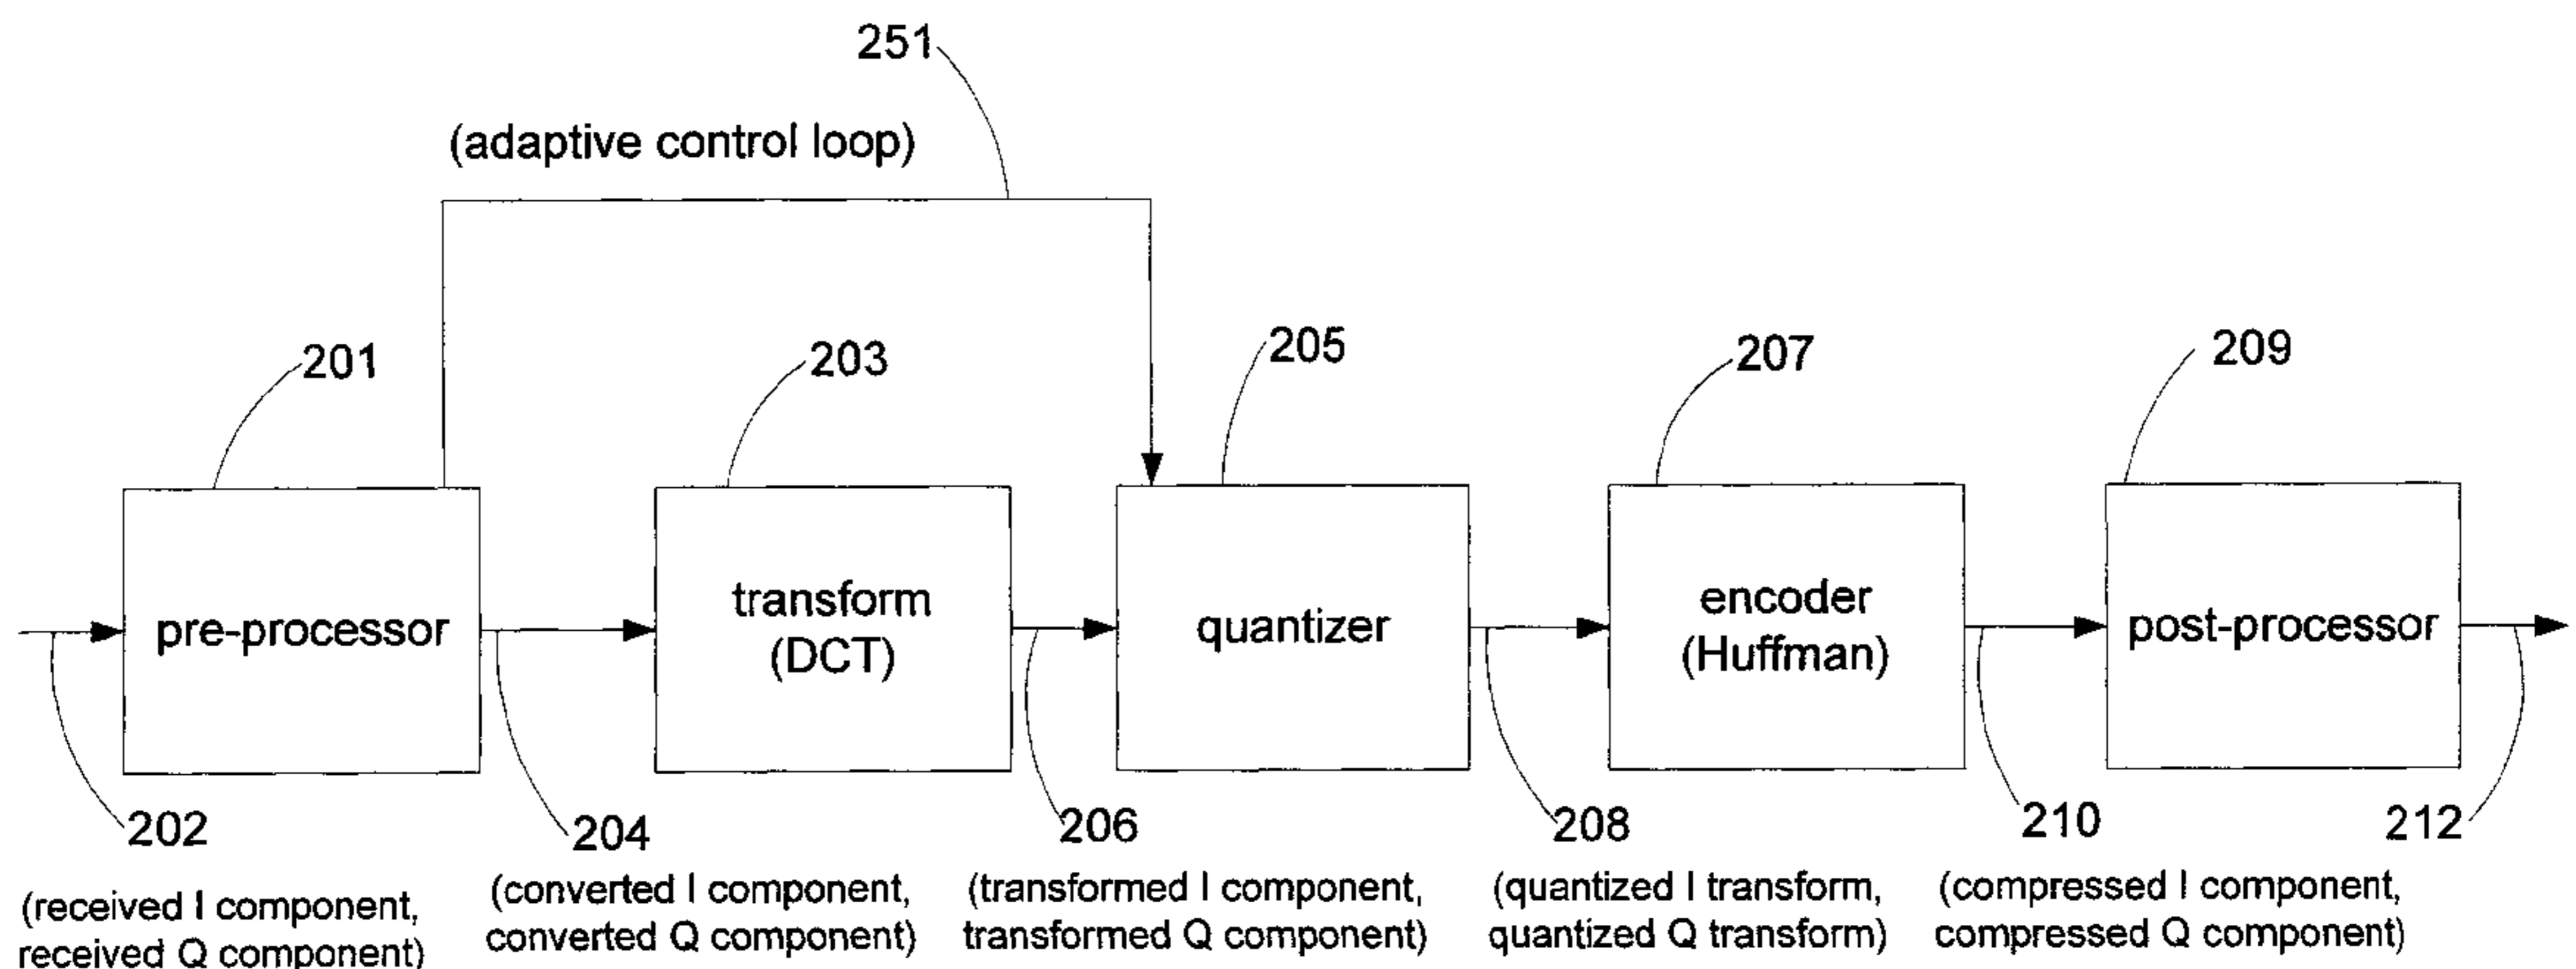 251
(adaptive control loop)
201
203
205
207
209
pre-processor
transform
(DCT)
quantizer
encoder
(Huffman)
post-processor
202
204
206
208
210
212
(received I component,
received Q component)
(converted I component,
converted Q component)
(transformed I component,
transformed Q component)
(quantized I transform,
quantized Q transform)
(compressed I component,
compressed Q component)